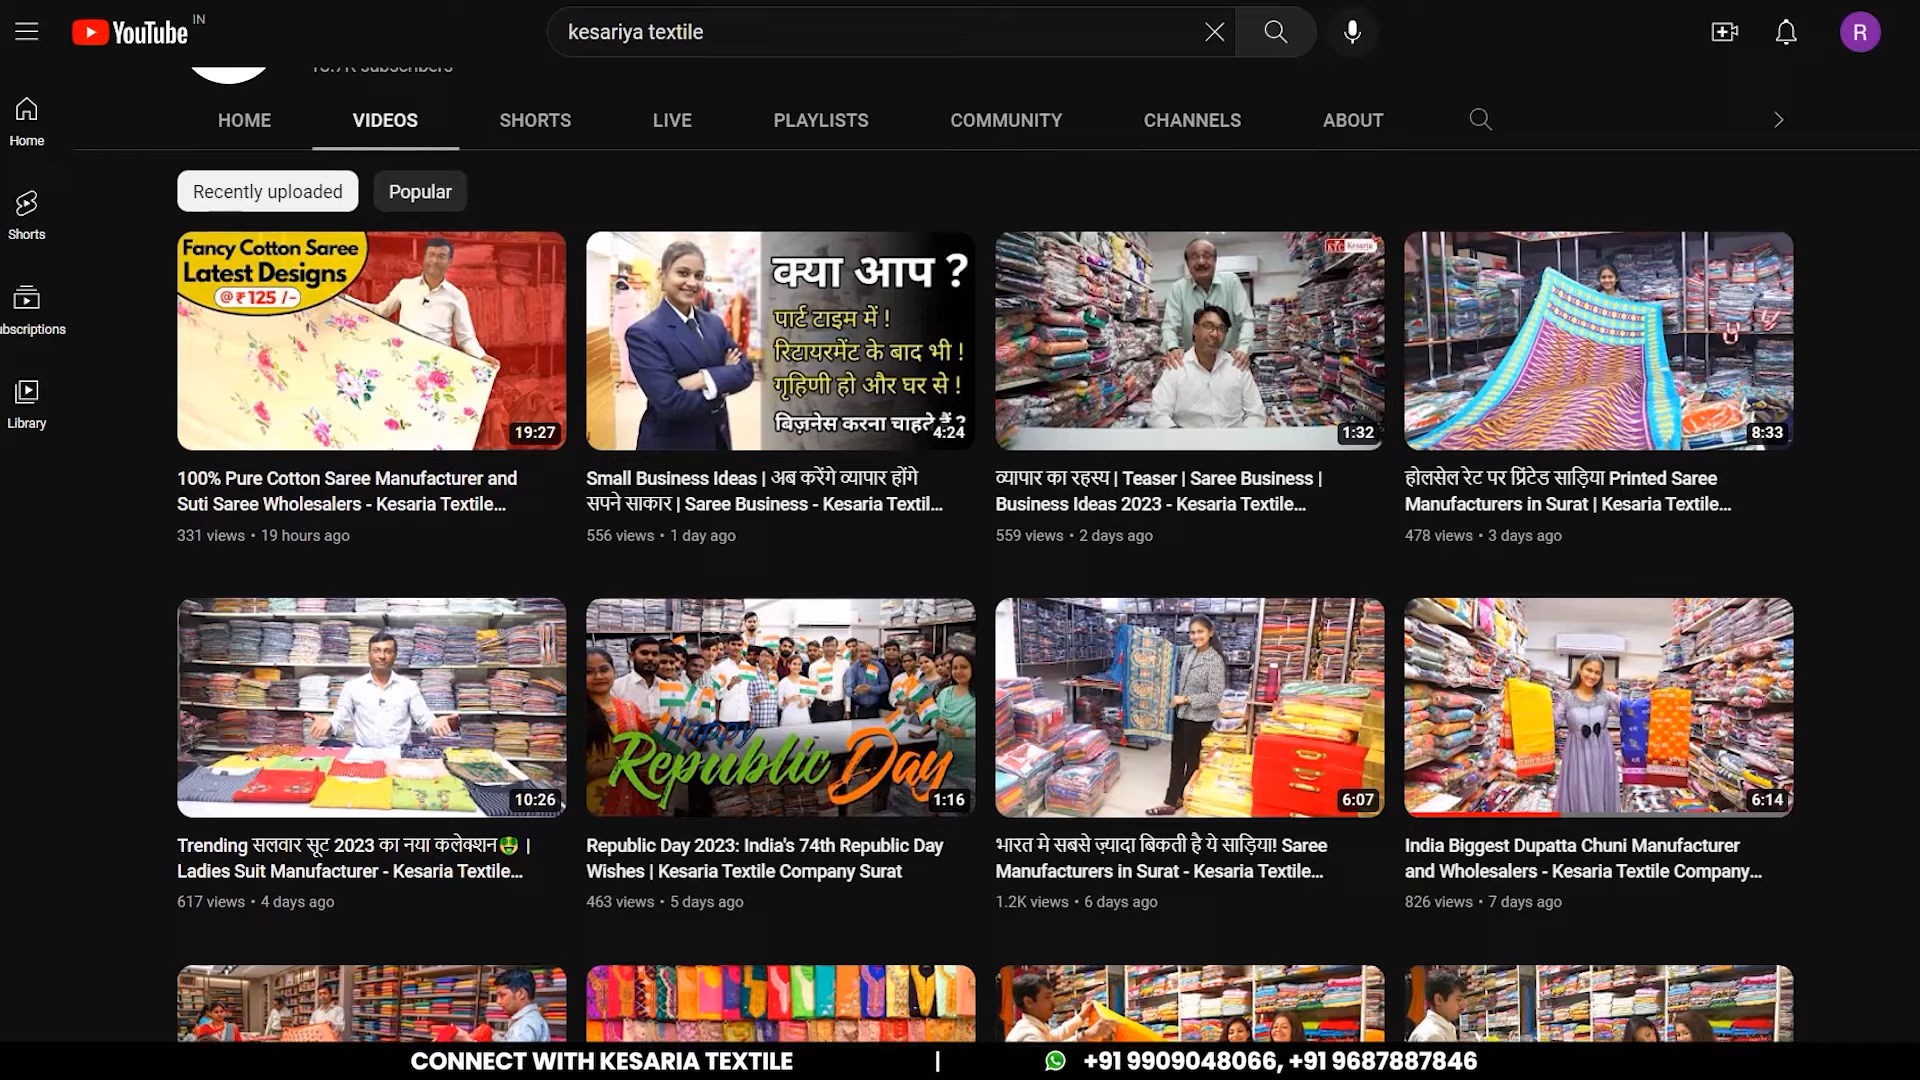 YouTube IN
kesariya textile
R
subscribers
HOME VIDEOS SHORTS LIVE PLAYLISTS COMMUNITY CHANNELS ABOUT
Home
Shorts
ubscriptions
Library
Recently uploaded Popular
Fancy Cotton Saree
Latest Designs
@ ₹ 125 /-
19:27
क्या आप ?
पार्ट टाइम में !
रिटायरमेंट के बाद भी !
गृहिणी हो और घर से !
बिज़नेस करना चाहते हैं ?
4:24
KTC Kesaria
1:32
8:33
100% Pure Cotton Saree Manufacturer and
Suti Saree Wholesalers - Kesaria Textile...
331 views • 19 hours ago
Small Business Ideas | अब करेंगे व्यापार होंगे
सपने साकार | Saree Business - Kesaria Textil...
556 views • 1 day ago
व्यापार का रहस्य | Teaser | Saree Business |
Business Ideas 2023 - Kesaria Textile...
559 views • 2 days ago
होलसेल रेट पर प्रिंटेड साड़िया Printed Saree
Manufacturers in Surat | Kesaria Textile...
478 views • 3 days ago
10:26
Happy
Republic Day
1:16
6:07
6:14
Trending सलवार सूट 2023 का नया कलेक्शन🤑 |
Ladies Suit Manufacturer - Kesaria Textile...
617 views • 4 days ago
Republic Day 2023: India's 74th Republic Day
Wishes | Kesaria Textile Company Surat
463 views • 5 days ago
भारत मे सबसे ज़्यादा बिकती है ये साड़िया! Saree
Manufacturers in Surat - Kesaria Textile...
1.2K views • 6 days ago
India Biggest Dupatta Chuni Manufacturer
and Wholesalers - Kesaria Textile Company...
826 views • 7 days ago
CONNECT WITH KESARIA TEXTILE | +91 9909048066, +91 9687887846